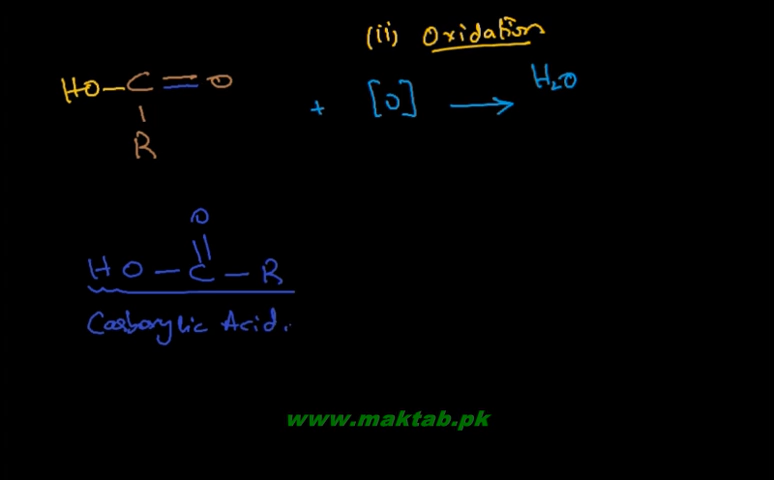 (ii) Oxidation
HO—C=O + [O] → H₂O
|
R
O
||
HO—C—R
Carboxylic Acid.
www.maktab.pk